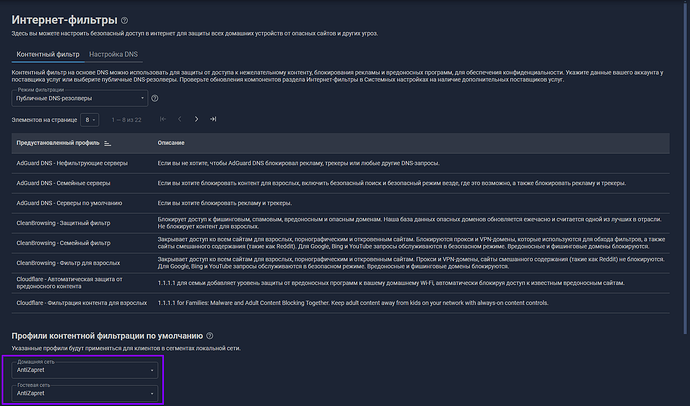 Интернет-фильтры
Здесь вы можете настроить безопасный доступ в интернет для защиты всех домашних устройств от опасных сайтов и других угроз.
Контентный фильтр Настройка DNS
Контентный фильтр на основе DNS можно использовать для защиты от доступа к нежелательному контенту, блокирования рекламы и вредоносных программ, для обеспечения конфиденциальности. Укажите данные вашего аккаунта у
поставщика услуг или выберите публичные DNS-резолверы. Проверьте обновления компонентов раздела Интернет-фильтры в Системных настройках на наличие дополнительных поставщиков услуг.
Режим фильтрации
Публичные DNS-резолверы
Элементов на странице 8 1 — 8 из 22
Предустановленный профиль Описание
AdGuard DNS - Нефильтрующие серверы Если вы не хотите, чтобы AdGuard DNS блокировал рекламу, трекеры или любые другие DNS-запросы.
AdGuard DNS - Семейные серверы Если вы хотите блокировать контент для взрослых, включить безопасный поиск и безопасный режим везде, где это возможно, а также блокировать рекламу и трекеры.
AdGuard DNS - Серверы по умолчанию Если вы хотите блокировать рекламу и трекеры.
CleanBrowsing - Защитный фильтр Блокирует доступ к фишинговым, спамовым, вредоносным и опасным доменам. Наша база данных опасных доменов обновляется ежечасно и считается одной из лучших в отрасли.
Не блокирует контент для взрослых.
CleanBrowsing - Семейный фильтр Закрывает доступ ко всем сайтам для взрослых, порнографическим и откровенным сайтам. Блокируются прокси и VPN-домены, которые используются для обхода фильтров, а также
сайты смешанного содержания (такие как Reddit). Для Google, Bing и YouTube запросы обслуживаются в безопасном режиме. Вредоносные и фишинговые домены блокируются.
CleanBrowsing - Фильтр для взрослых Закрывает доступ ко всем сайтам для взрослых, порнографическим и откровенным сайтам. Прокси и VPN-домены, сайты смешанного содержания (такие как Reddit) не блокируются.
Для Google, Bing и YouTube запросы обслуживаются в безопасном режиме. Вредоносные и фишинговые домены блокируются.
Cloudflare - Автоматическая защита от вредоносного контента 1.1.1.1 для семьи добавляет уровень защиты от вредоносных программ к вашему домашнему Wi-Fi, автоматически блокируя доступ к известным вредоносным сайтам.
Cloudflare - Фильтрация контента для взрослых 1.1.1.1 for Families: Malware and Adult Content Blocking Together. Keep adult content away from kids on your network with always-on content controls.
Профили контентной фильтрации по умолчанию
Указанные профили будут применяться для клиентов в сегментах локальной сети.
Домашняя сеть
AntiZapret
Гостевая сеть
AntiZapret